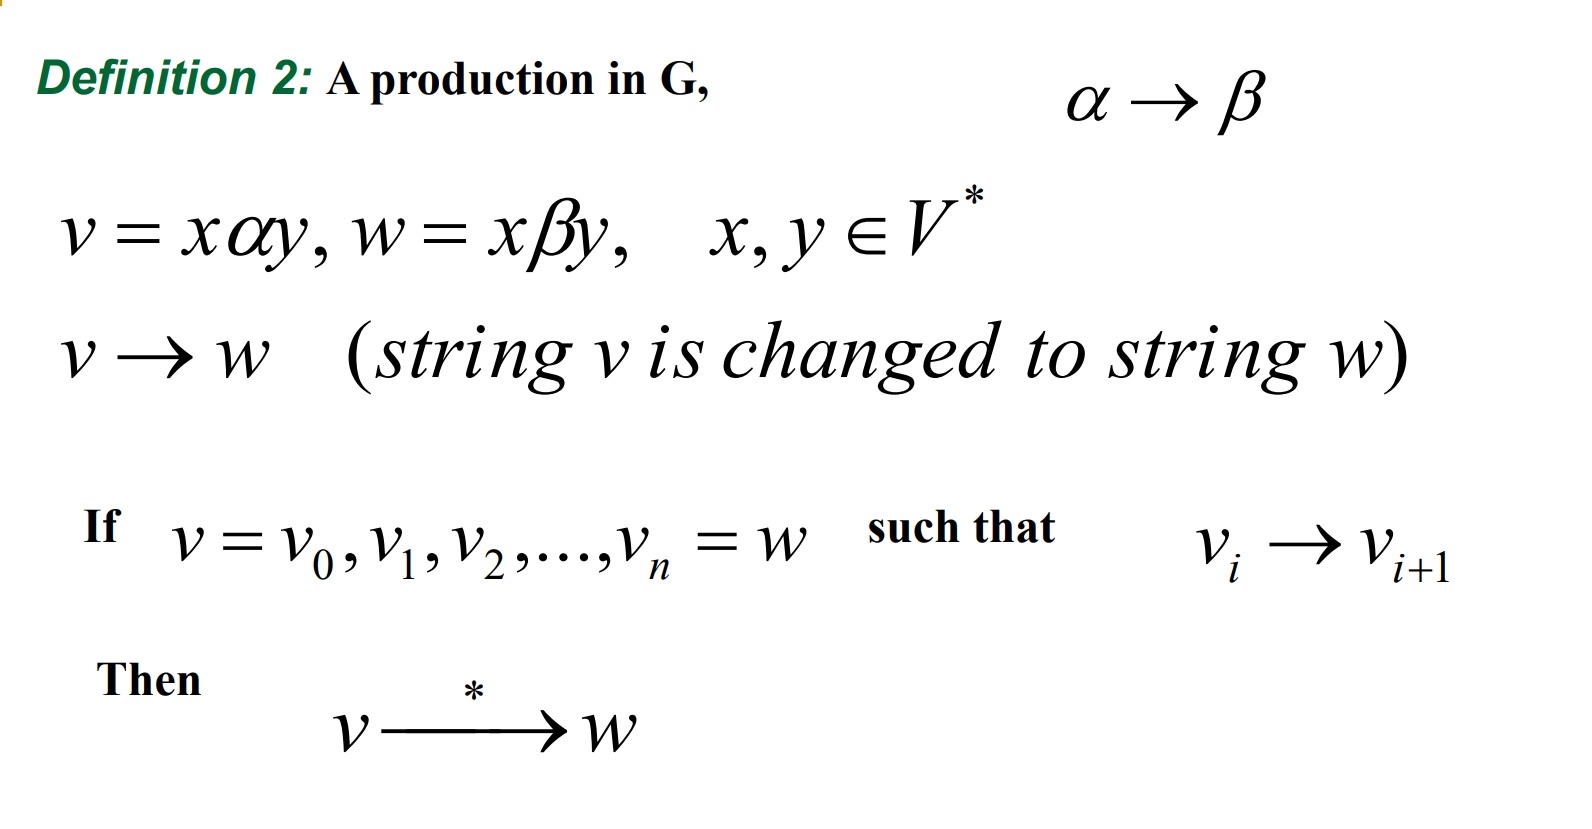 Definition 2: A production in G, α → β
v = xαy, w = xβy, x, y ∈ V*
v → w (string v is changed to string w)
If v = v₀, v₁, v₂,..., vₙ = w such that vᵢ → vᵢ₊₁
Then v —*→ w